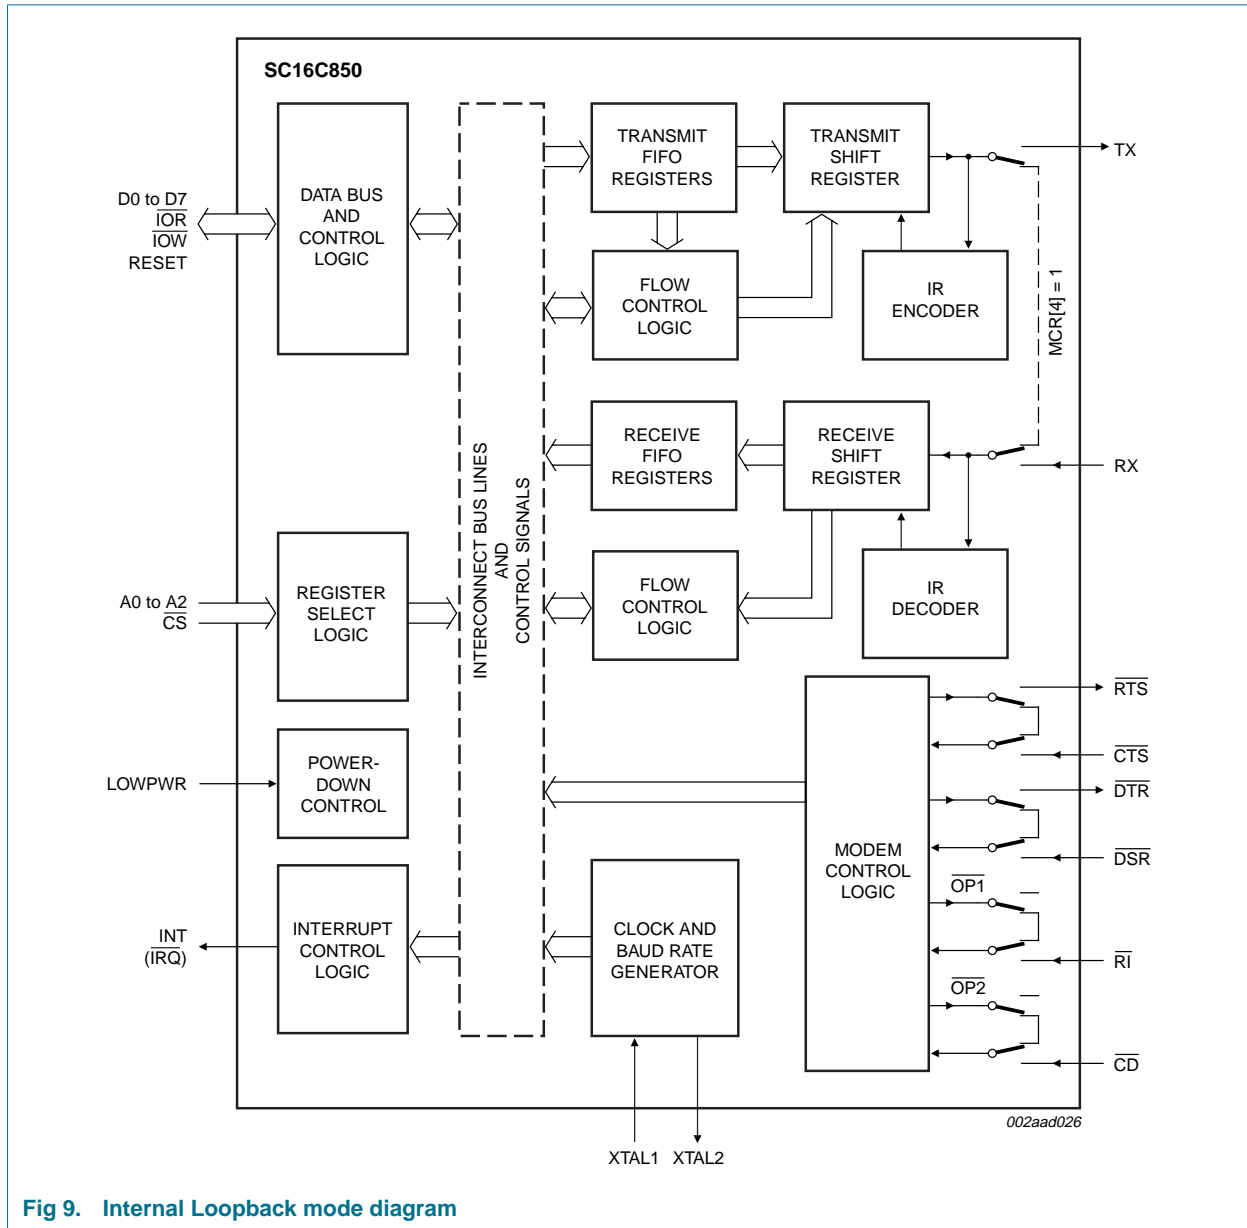 SC16C850
TRANSMIT
FIFO
REGISTERS
TRANSMIT
SHIFT
REGISTER
TX
D0 to D7
IOR
IOW
RESET
DATA BUS
AND
CONTROL
LOGIC
FLOW
CONTROL
LOGIC
IR
ENCODER
MCR[4] = 1
INTERCONNECT BUS LINES
AND
CONTROL SIGNALS
RECEIVE
FIFO
REGISTERS
RECEIVE
SHIFT
REGISTER
RX
A0 to A2
CS
REGISTER
SELECT
LOGIC
FLOW
CONTROL
LOGIC
IR
DECODER
RTS
CTS
LOWPWR
POWER-
DOWN
CONTROL
DTR
MODEM
CONTROL
LOGIC
DSR
OP1
INT
(IRQ)
INTERRUPT
CONTROL
LOGIC
CLOCK AND
BAUD RATE
GENERATOR
RI
OP2
CD
002aad026
XTAL1 XTAL2
Fig 9. Internal Loopback mode diagram